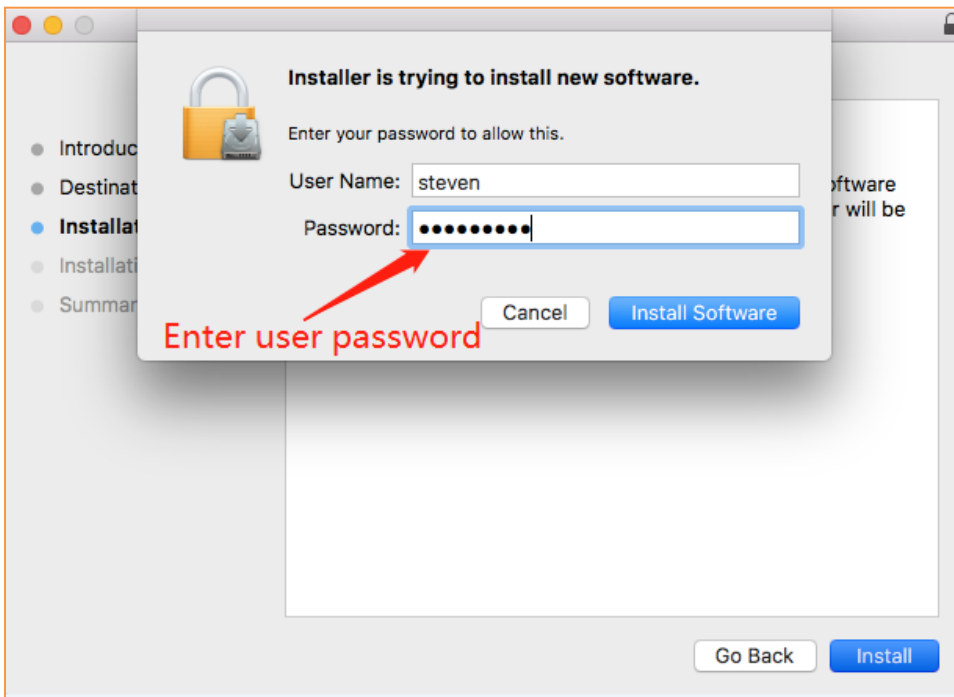 Installer is trying to install new software.
Enter your password to allow this.
User Name: steven
Password: •••••••••
Cancel
Install Software
Enter user password
Introduc
Destinat
Installat
Installati
Summar
oftware
r will be
Go Back
Install